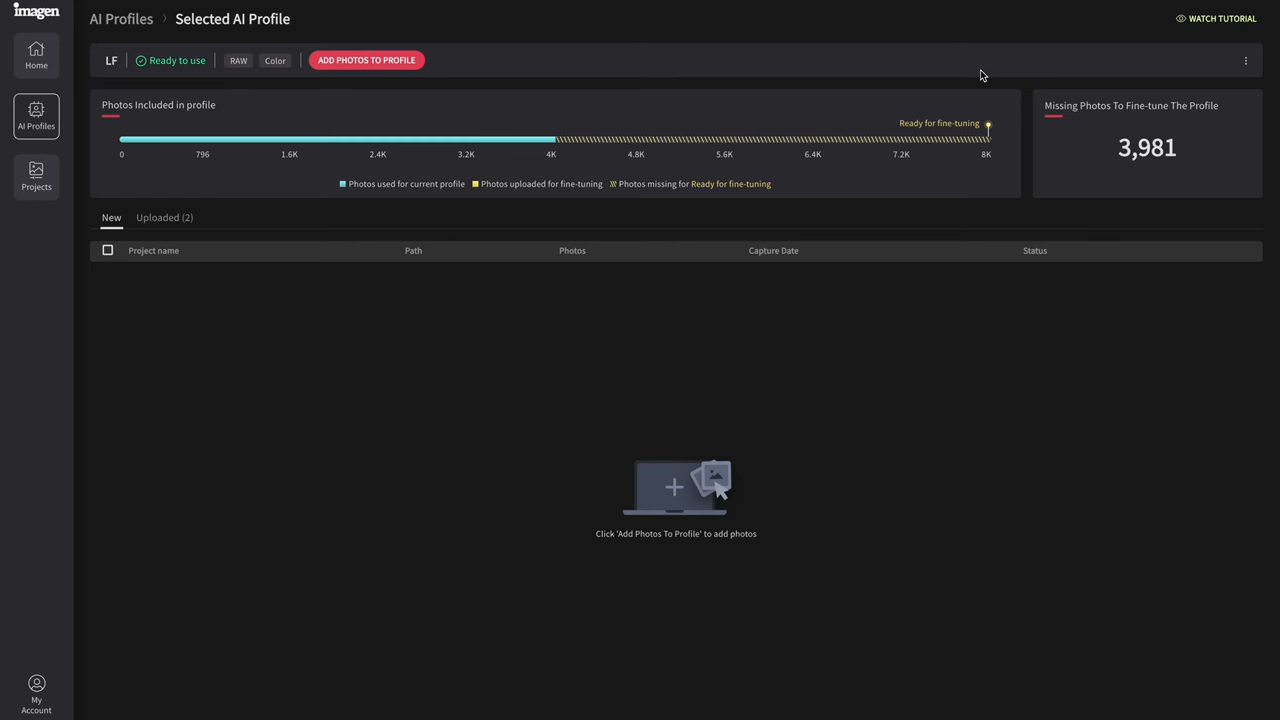 imagen
AI Profiles > Selected AI Profile
WATCH TUTORIAL
Home
AI Profiles
Projects
My
Account
LF
Ready to use
RAW
Color
ADD PHOTOS TO PROFILE
Photos Included in profile
Ready for fine-tuning
0 796 1.6K 2.4K 3.2K 4K 4.8K 5.6K 6.4K 7.2K 8K
Photos used for current profile Photos uploaded for fine-tuning Photos missing for Ready for fine-tuning
Missing Photos To Fine-tune The Profile
3,981
New Uploaded (2)
Project name Path Photos Capture Date Status
Click 'Add Photos To Profile' to add photos